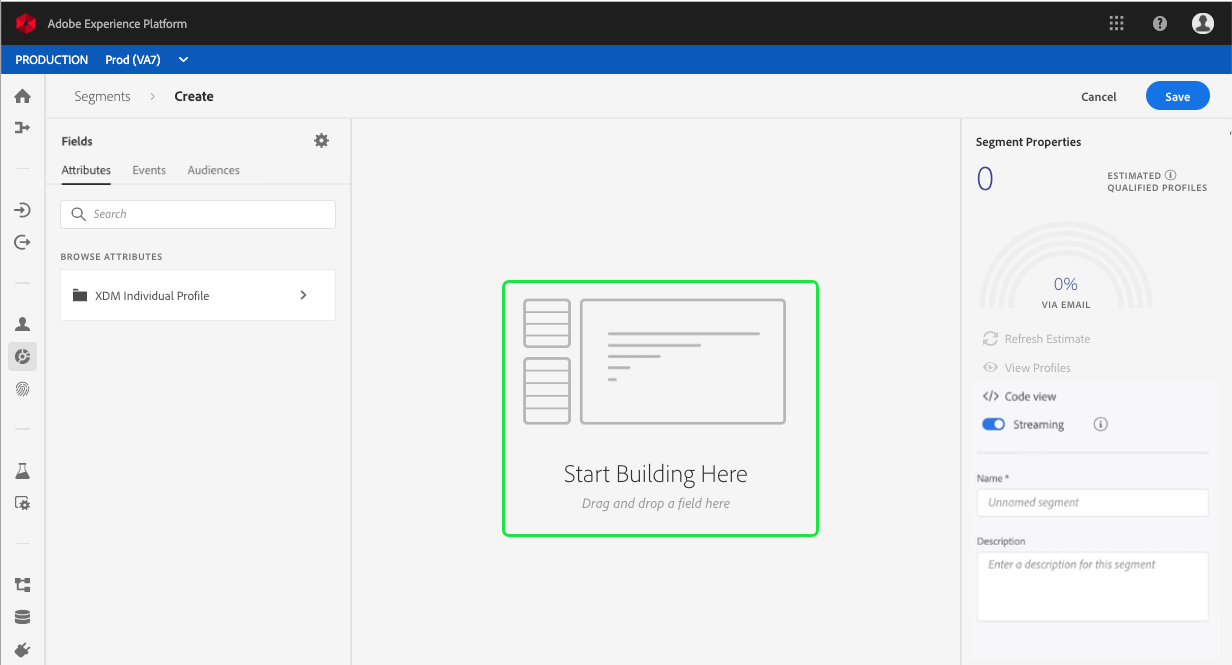 Adobe Experience Platform
PRODUCTION Prod (VA7)
Segments > Create
Cancel
Save
Fields
Attributes Events Audiences
Search
BROWSE ATTRIBUTES
XDM Individual Profile
Start Building Here
Drag and drop a field here
Segment Properties
0
ESTIMATED
QUALIFIED PROFILES
0%
VIA EMAIL
Refresh Estimate
View Profiles
</> Code view
Streaming
Name *
Unnamed segment
Description
Enter a description for this segment